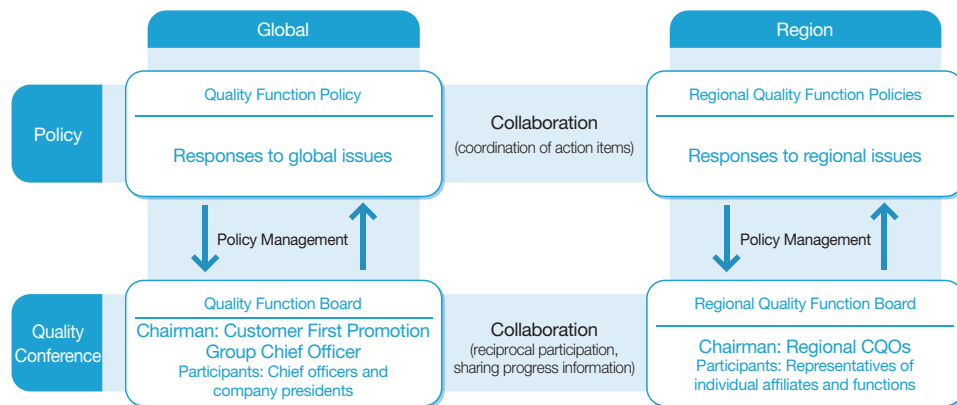 Global
Region
Policy
Quality Function Policy
Responses to global issues
Collaboration
(coordination of action items)
Regional Quality Function Policies
Responses to regional issues
Policy Management
Policy Management
Quality
Conference
Quality Function Board
Chairman: Customer First Promotion
Group Chief Officer
Participants: Chief officers and
company presidents
Collaboration
(reciprocal participation,
sharing progress information)
Regional Quality Function Board
Chairman: Regional CQOs
Participants: Representatives of
individual affiliates and functions